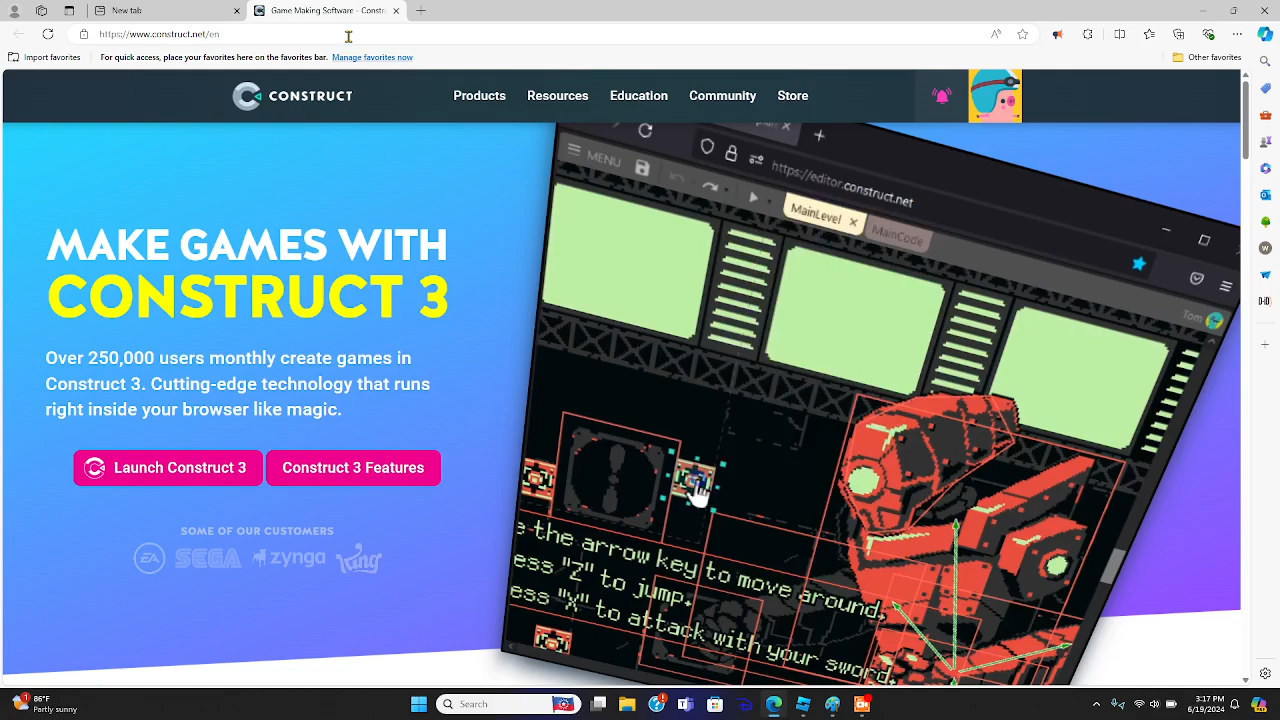 New tab
Game Making Software - Constr
https://www.construct.net/en
Import favorites
For quick access, place your favorites here on the favorites bar. Manage favorites now
Other favorites
CONSTRUCT
Products
Resources
Education
Community
Store
MAKE GAMES WITH
CONSTRUCT 3
Over 250,000 users monthly create games in
Construct 3. Cutting-edge technology that runs
right inside your browser like magic.
Launch Construct 3
Construct 3 Features
SOME OF OUR CUSTOMERS
EA
SEGA
zynga
King
https://editor.construct.net
MENU
MainLevel
MainCode
Tom
e the arrow key to move around.
ess "Z" to jump.
ess "X" to attack with your sword.
86°F
Partly sunny
Search
3:37 PM
6/19/2024